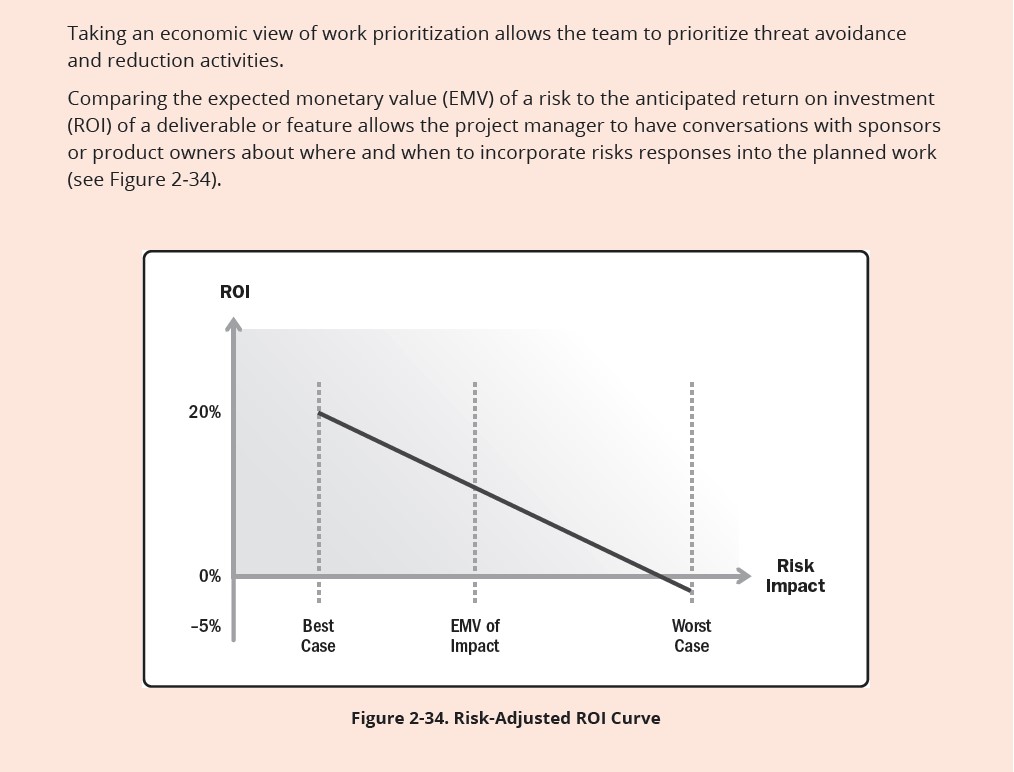 Taking an economic view of work prioritization allows the team to prioritize threat avoidance
and reduction activities.
Comparing the expected monetary value (EMV) of a risk to the anticipated return on investment
(ROI) of a deliverable or feature allows the project manager to have conversations with sponsors
or product owners about where and when to incorporate risks responses into the planned work
(see Figure 2-34).
ROI
20%
0%
–5%
Risk
Impact
Best
Case
EMV of
Impact
Worst
Case
Figure 2-34. Risk-Adjusted ROI Curve